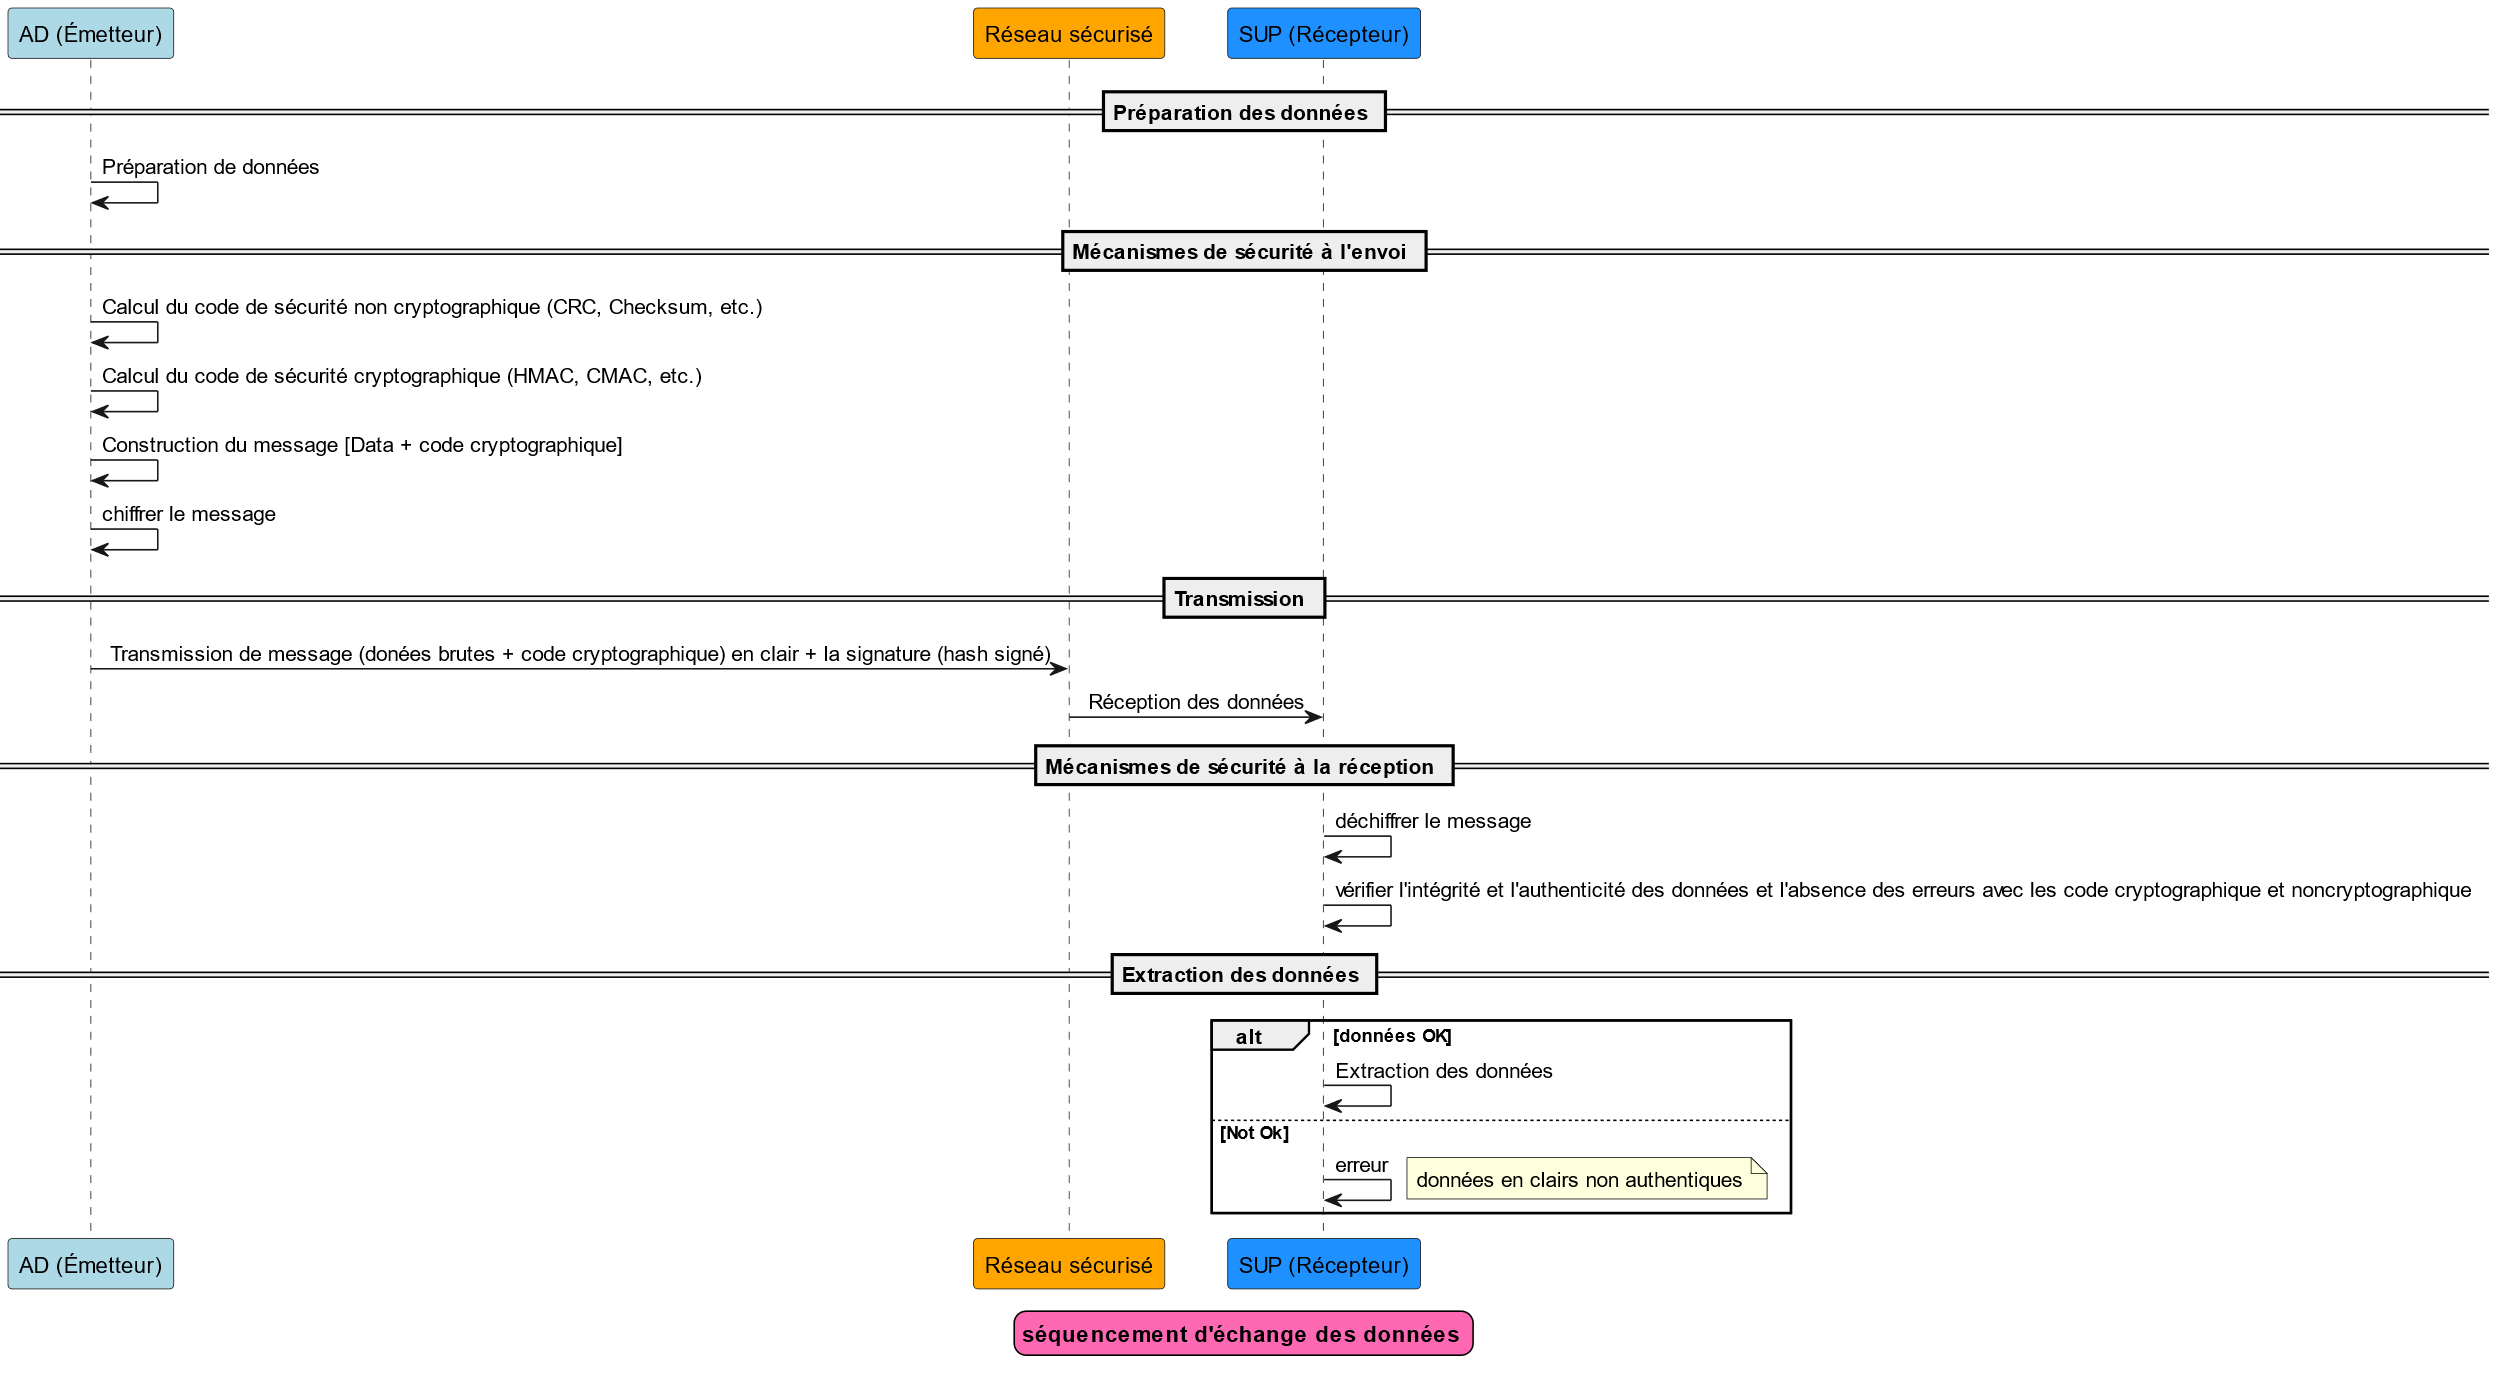 AD (Émetteur)
Réseau sécurisé
SUP (Récepteur)
Préparation des données
Préparation de données
Mécanismes de sécurité à l'envoi
Calcul du code de sécurité non cryptographique (CRC, Checksum, etc.)
Calcul du code de sécurité cryptographique (HMAC, CMAC, etc.)
Construction du message [Data + code cryptographique]
chiffrer le message
Transmission
Transmission de message (donées brutes + code cryptographique) en clair + la signature (hash signé)
Réception des données
Mécanismes de sécurité à la réception
déchiffrer le message
vérifier l'intégrité et l'authenticité des données et l'absence des erreurs avec les code cryptographique et noncryptographique
Extraction des données
alt
[données OK]
Extraction des données
[Not Ok]
erreur
données en clairs non authentiques
AD (Émetteur)
Réseau sécurisé
SUP (Récepteur)
séquencement d'échange des données